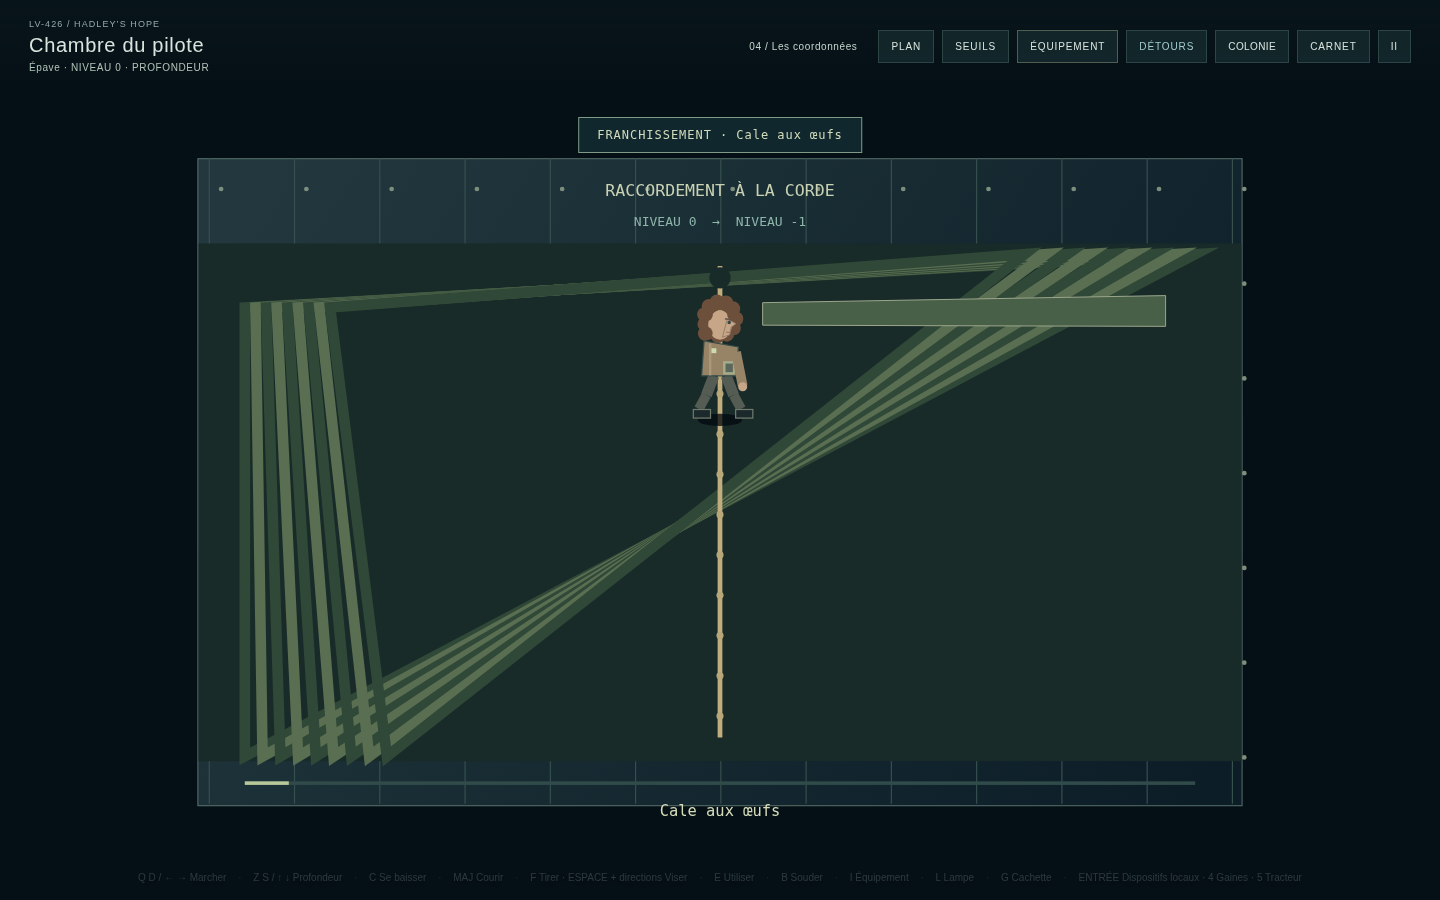 LV-426 / HADLEY'S HOPE
Chambre du pilote
Épave · NIVEAU 0 · PROFONDEUR
04 / Les coordonnées
PLAN
SEUILS
ÉQUIPEMENT
DÉTOURS
COLONIE
CARNET
II
FRANCHISSEMENT · Cale aux œufs
RACCORDEMENT À LA CORDE
NIVEAU 0 → NIVEAU -1
Cale aux œufs
Q D / ← → Marcher · Z S / ↑ ↓ Profondeur · C Se baisser · MAJ Courir · F Tirer · ESPACE + directions Viser · E Utiliser · B Souder · I Équipement · L Lampe · G Cachette · ENTRÉE Dispositifs locaux · 4 Gaines · 5 Tracteur